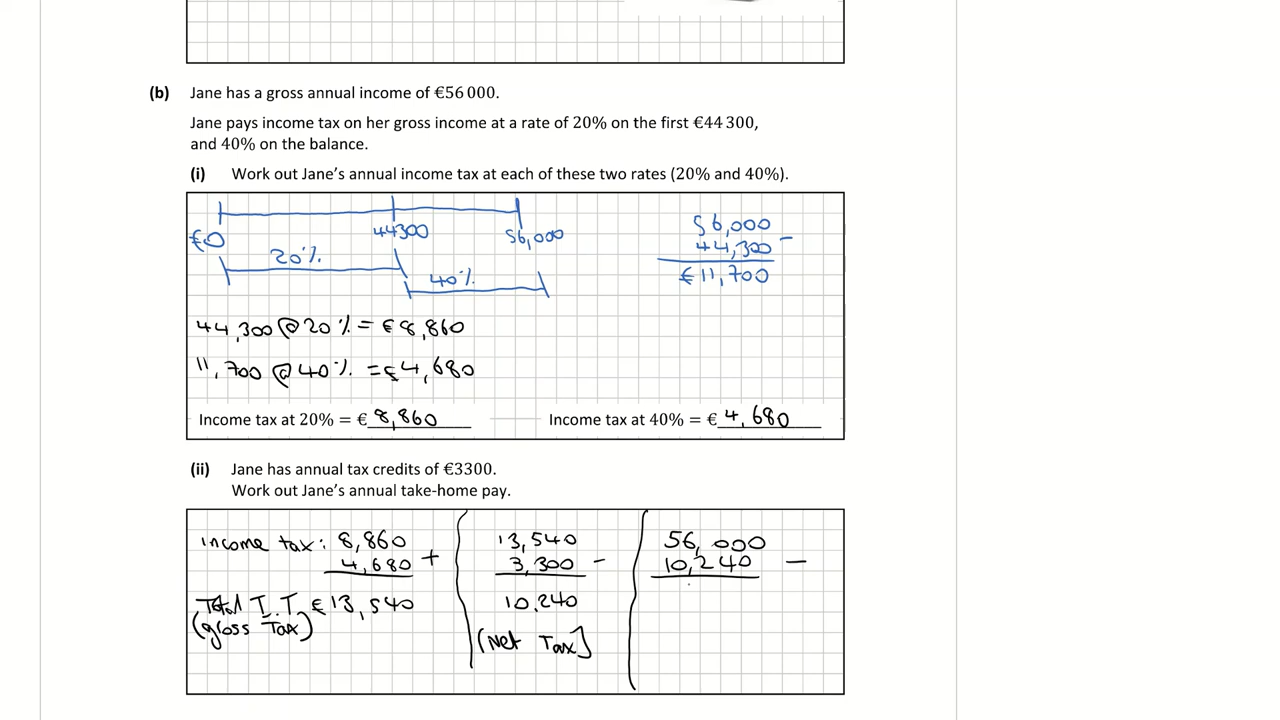 (b) Jane has a gross annual income of €56 000.
Jane pays income tax on her gross income at a rate of 20% on the first €44 300,
and 40% on the balance.
(i) Work out Jane’s annual income tax at each of these two rates (20% and 40%).
€0 44300 56,000
20%
40%
56,000
44,300 -
€11,700
44,300 @ 20% = €8,860
11,700 @ 40% = €4,680
Income tax at 20% = € 8,860 Income tax at 40% = € 4,680
(ii) Jane has annual tax credits of €3300.
Work out Jane’s annual take-home pay.
Income tax: 8,860
4,680 +
Total I.T. €13,540
(gross Tax)
13,540
3,300 -
10,240
(Net Tax)
56,000
10,240 -